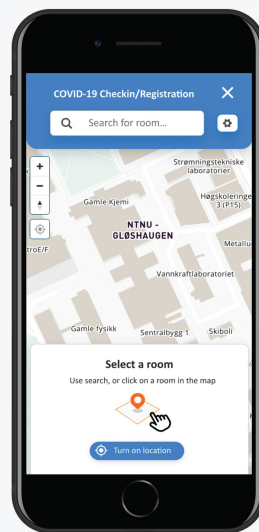 COVID-19 Checkin/Registration
Search for room...
Strømningstekniske
laboratorier
Gamle Kjemi
Høgskoleringe
3 (P15)
NTNU -
GLØSHAUGEN
troE/F
Metallu
Vannkraftlaboratoriet
Gamle fysikk
Sentralbygg 1
Skiboli
Select a room
Use search, or click on a room in the map
Turn on location